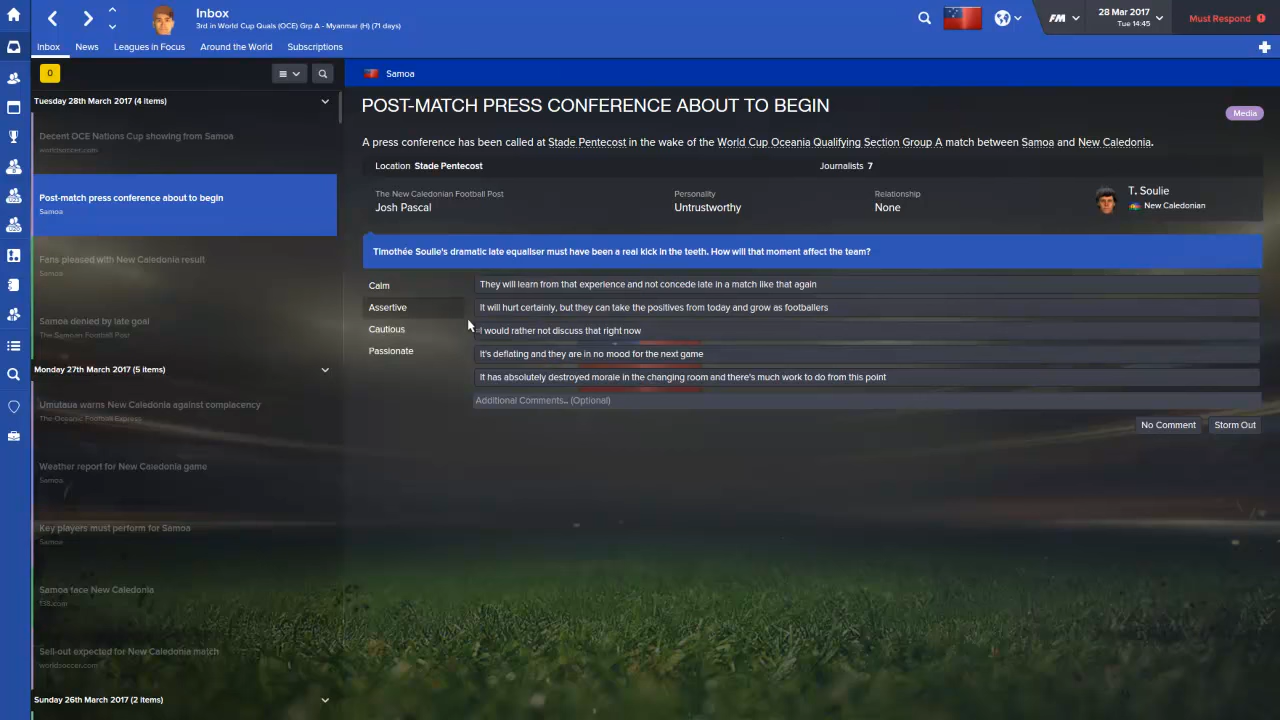 Inbox
3rd in World Cup Quals (OCE) Grp A - Myanmar (H) (71 days)
FM
28 Mar 2017
Tue 14:45
Must Respond
Inbox
News
Leagues in Focus
Around the World
Subscriptions
0
Tuesday 28th March 2017 (4 items)
Decent OCE Nations Cup showing from Samoa
worldsoccer.com
Post-match press conference about to begin
Samoa
Fans pleased with New Caledonia result
Samoa
Samoa denied by late goal
The Samoan Football Post
Monday 27th March 2017 (5 items)
Umutaua warns New Caledonia against complacency
The Oceanic Football Express
Weather report for New Caledonia game
Samoa
Key players must perform for Samoa
Samoa
Samoa face New Caledonia
Sell-out expected for New Caledonia match
worldsoccer.com
Sunday 26th March 2017 (2 items)
Samoa
POST-MATCH PRESS CONFERENCE ABOUT TO BEGIN
Media
A press conference has been called at Stade Pentecost in the wake of the World Cup Oceania Qualifying Section Group A match between Samoa and New Caledonia.
Location Stade Pentecost
Journalists 7
The New Caledonian Football Post
Josh Pascal
Personality
Untrustworthy
Relationship
None
T. Soulie
New Caledonian
Timothée Soulie's dramatic late equaliser must have been a real kick in the teeth. How will that moment affect the team?
Calm
Assertive
Cautious
Passionate
They will learn from that experience and not concede late in a match like that again
It will hurt certainly, but they can take the positives from today and grow as footballers
I would rather not discuss that right now
It's deflating and they are in no mood for the next game
It has absolutely destroyed morale in the changing room and there's much work to do from this point
Additional Comments.. (Optional)
No Comment
Storm Out